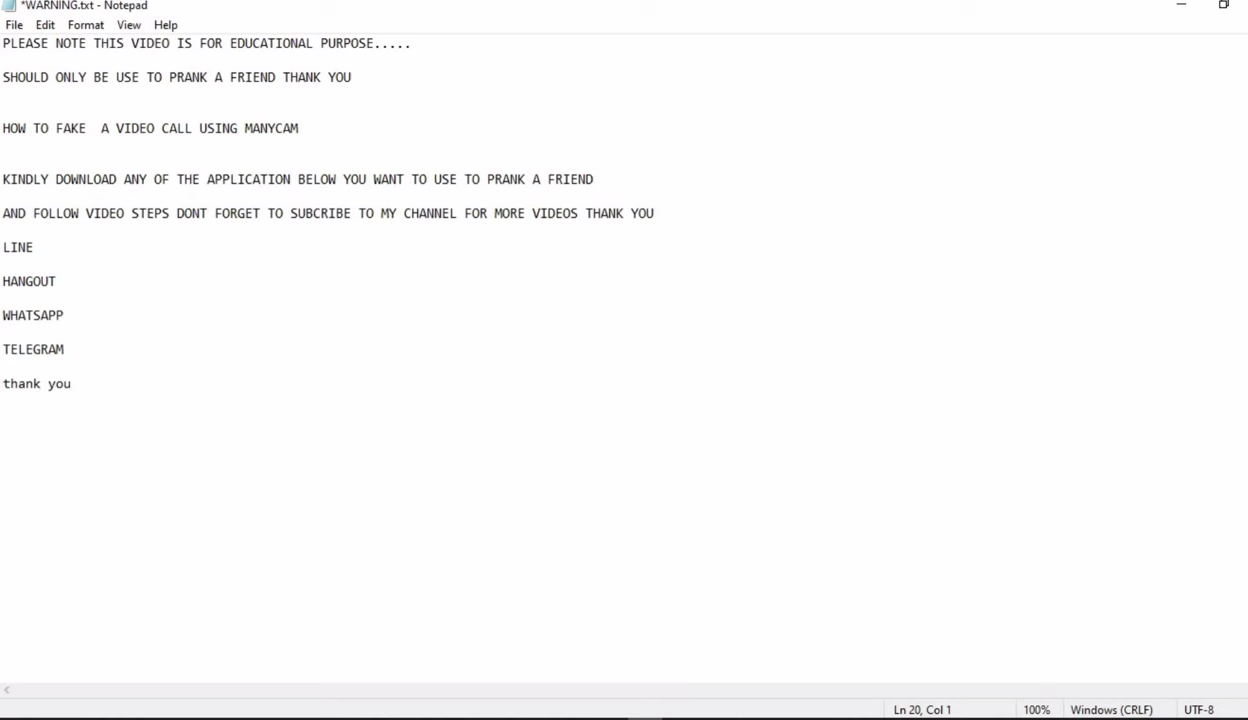 *WARNING.txt - Notepad
File Edit Format View Help
PLEASE NOTE THIS VIDEO IS FOR EDUCATIONAL PURPOSE.....
SHOULD ONLY BE USE TO PRANK A FRIEND THANK YOU
HOW TO FAKE  A VIDEO CALL USING MANYCAM
KINDLY DOWNLOAD ANY OF THE APPLICATION BELOW YOU WANT TO USE TO PRANK A FRIEND
AND FOLLOW VIDEO STEPS DONT FORGET TO SUBCRIBE TO MY CHANNEL FOR MORE VIDEOS THANK YOU
LINE
HANGOUT
WHATSAPP
TELEGRAM
thank you
Ln 20, Col 1 100% Windows (CRLF) UTF-8